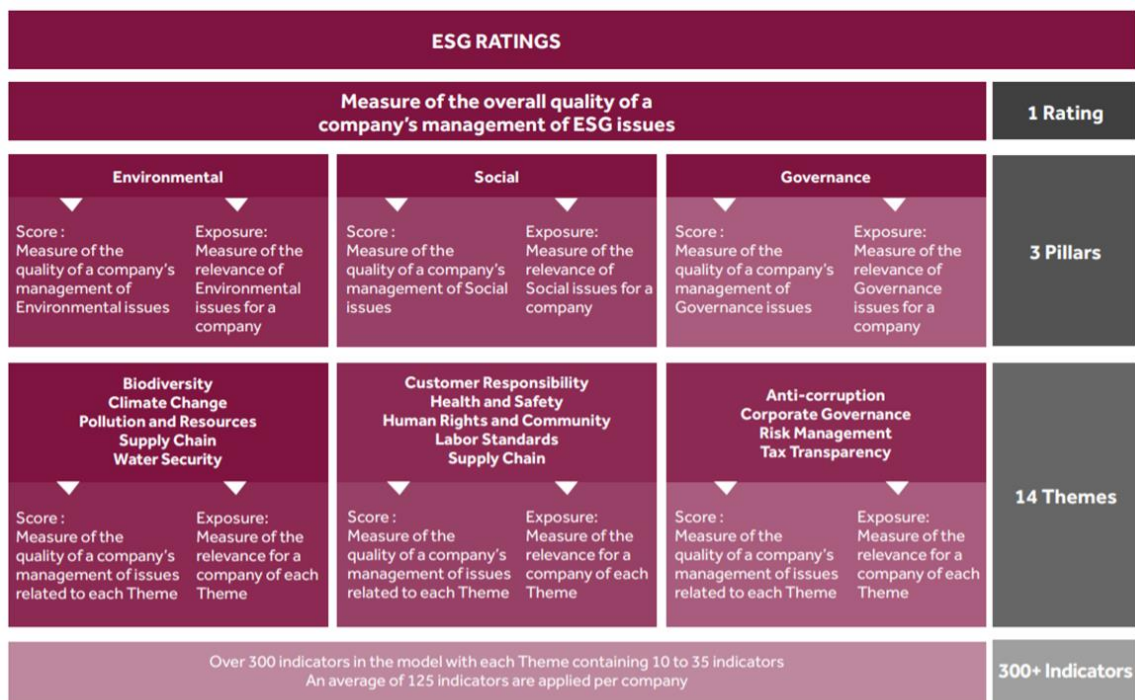 ESG RATINGS
Measure of the overall quality of a
company's management of ESG issues
1 Rating
Environmental
Score :
Measure of the
quality of a company's
management of
Environmental issues
Exposure:
Measure of the
relevance of
Environmental
issues for a
company
Social
Score :
Measure of the
quality of a company's
management of Social
issues
Exposure:
Measure of the
relevance of
Social issues for a
company
Governance
Score :
Measure of the
quality of a company's
management of
Governance issues
Exposure:
Measure of the
relevance of
Governance
issues for a
company
3 Pillars
Biodiversity
Climate Change
Pollution and Resources
Supply Chain
Water Security
Score :
Measure of the
quality of a company's
management of issues
related to each Theme
Exposure:
Measure of the
relevance for a
company of each
Theme
Customer Responsibility
Health and Safety
Human Rights and Community
Labor Standards
Supply Chain
Score :
Measure of the
quality of a company's
management of issues
related to each Theme
Exposure:
Measure of the
relevance for a
company of each
Theme
Anti-corruption
Corporate Governance
Risk Management
Tax Transparency
Score :
Measure of the
quality of a company's
management of issues
related to each Theme
Exposure:
Measure of the
relevance for a
company of each
Theme
14 Themes
Over 300 indicators in the model with each Theme containing 10 to 35 indicators
An average of 125 indicators are applied per company
300+ Indicators